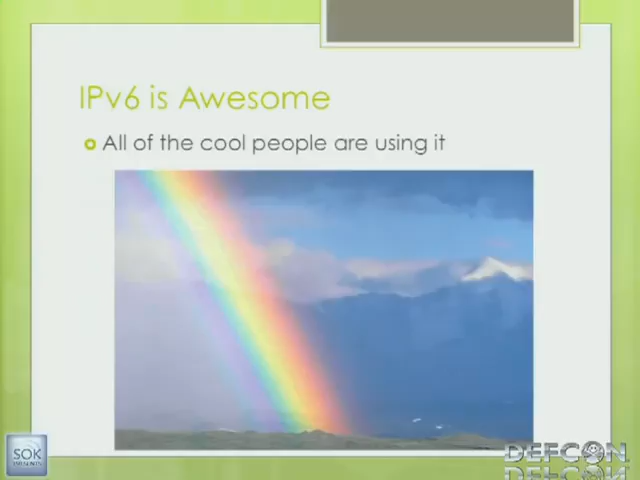 IPv6 is Awesome
All of the cool people are using it
SOK
PRESENTS
DEFCON